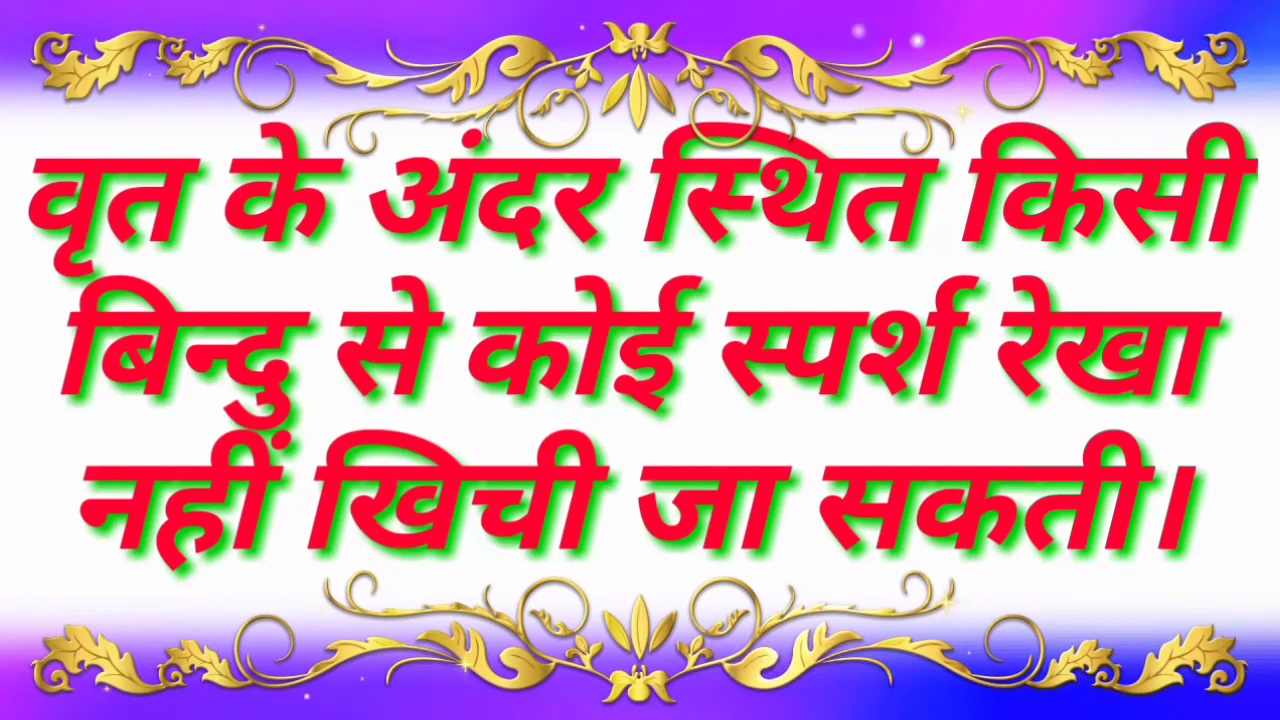 वृत के अंदर स्थित किसी
बिन्दु से कोई स्पर्श रेखा
नहीं खिची जा सकती।